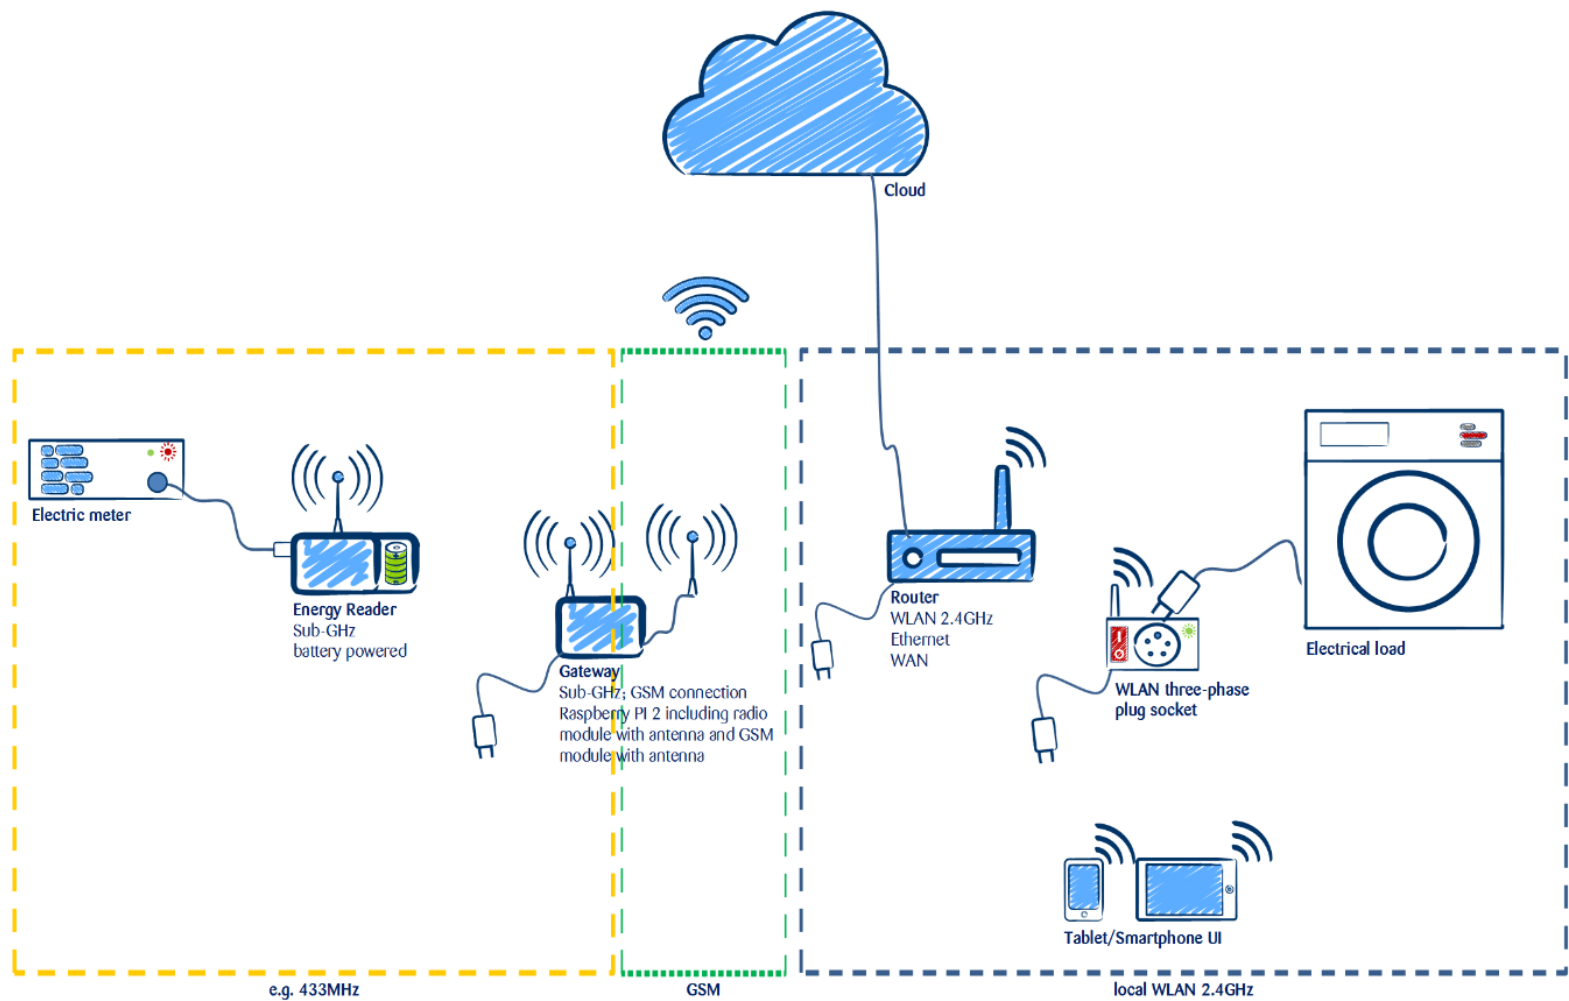 Cloud
Electric meter
Energy Reader
Sub-GHz
battery powered
Gateway
Sub-GHz; GSM connection
Raspberry PI 2 including radio
module with antenna and GSM
module with antenna
Router
WLAN 2.4GHz
Ethernet
WAN
WLAN three-phase
plug socket
Electrical load
Tablet/Smartphone UI
e.g. 433MHz
GSM
local WLAN 2.4GHz